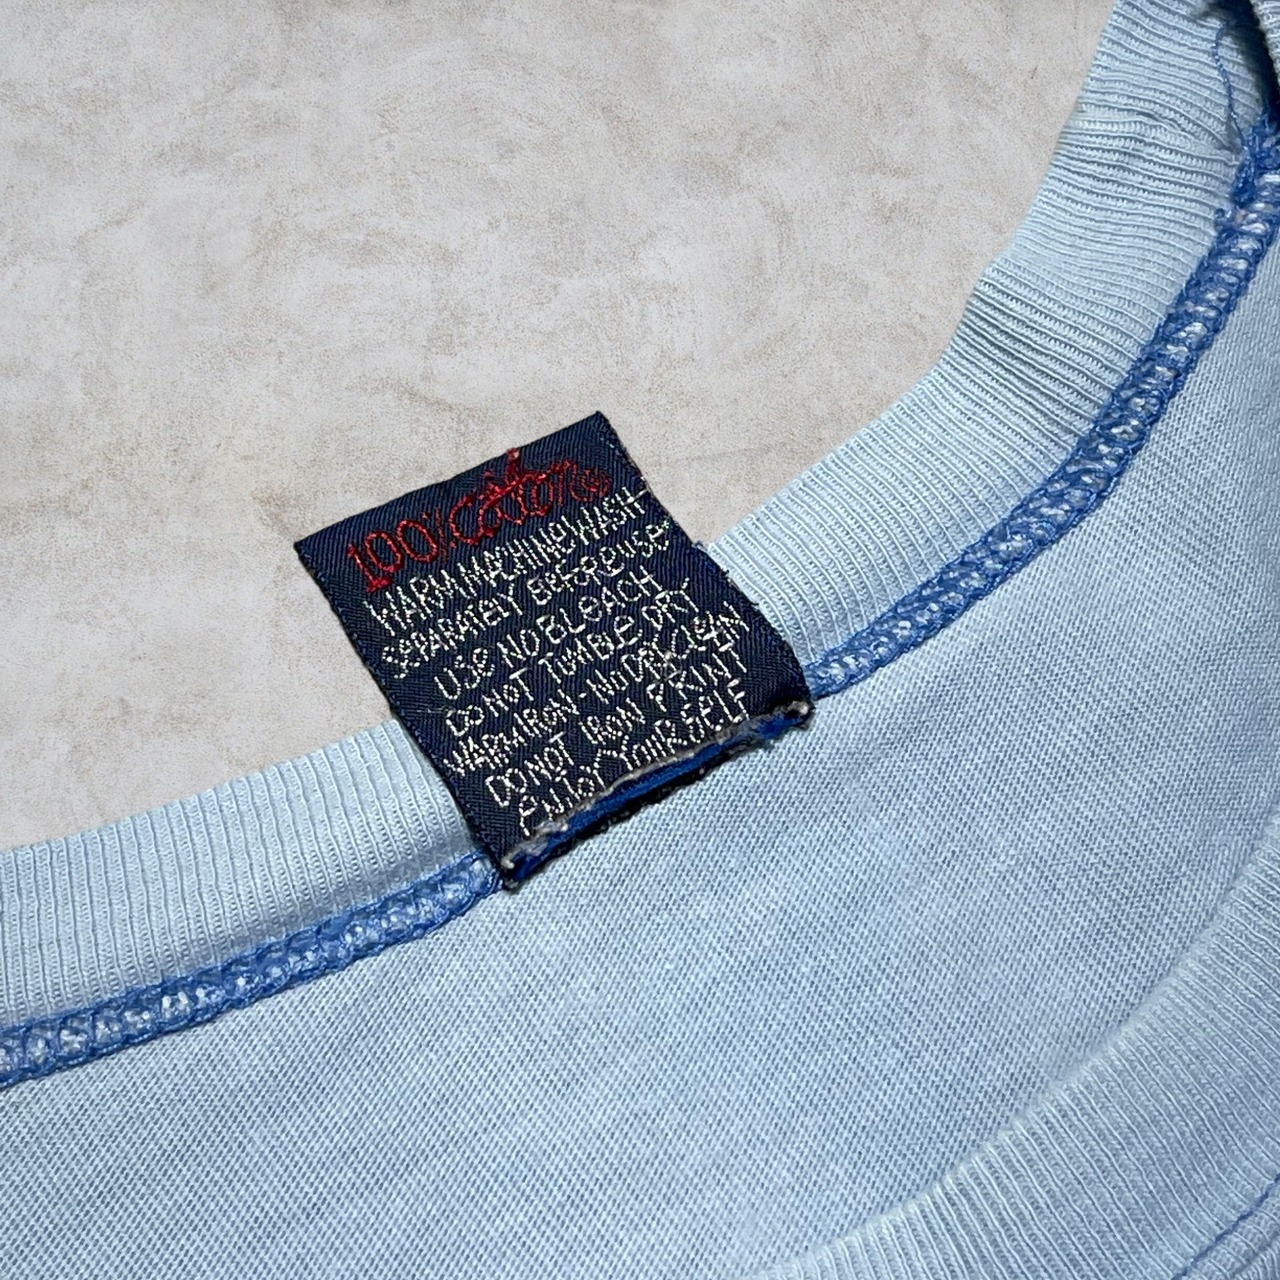 100% Cotton
WARM MACHINE WASH
SEPARATELY BEFORE USE
USE NO BLEACH
DO NOT TUMBLE DRY
WARM IRON - NO DRY CLEAN
DO NOT IRON PRINT
ENJOY YOURSELF